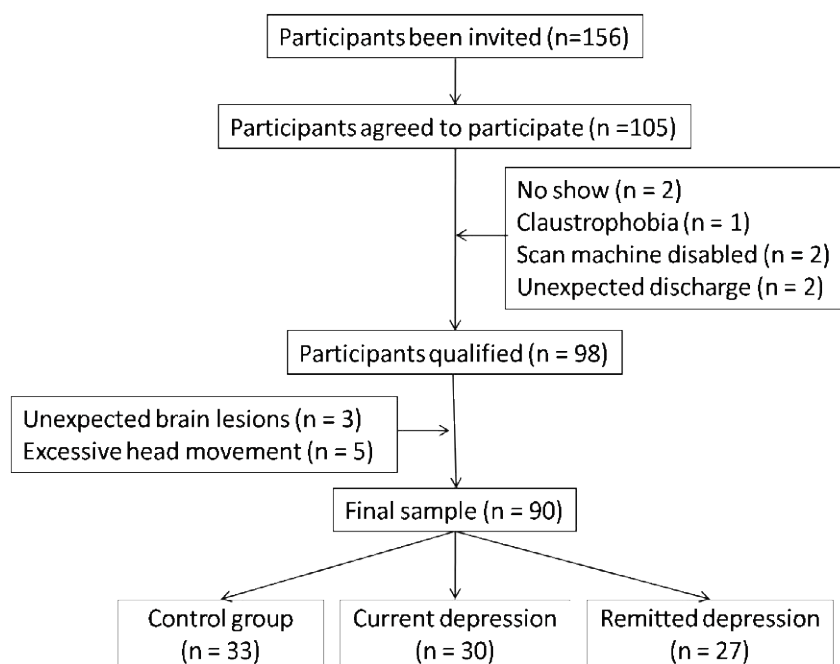 Participants been invited (n=156)
Participants agreed to participate (n =105)
No show (n = 2)
Claustrophobia (n = 1)
Scan machine disabled (n = 2)
Unexpected discharge (n = 2)
Participants qualified (n = 98)
Unexpected brain lesions (n = 3)
Excessive head movement (n = 5)
Final sample (n = 90)
Control group
(n = 33)
Current depression
(n = 30)
Remitted depression
(n = 27)